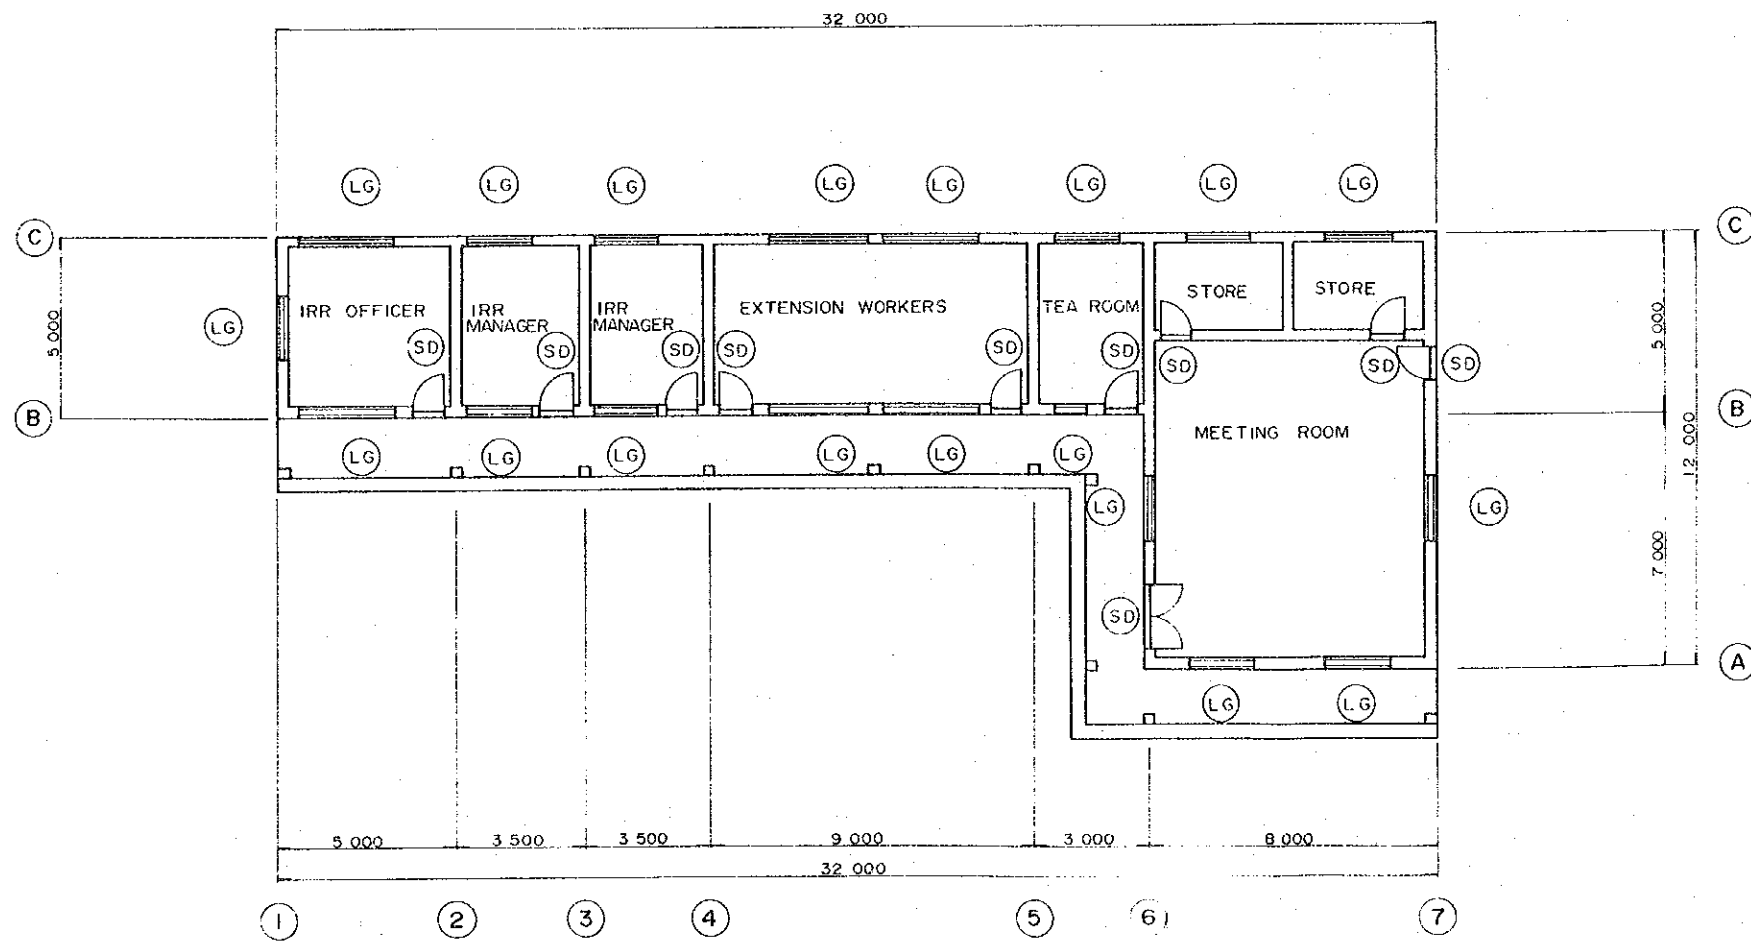 32 000
LG LG LG LG LG LG LG LG
C C
IRR OFFICER
IRR
MANAGER
IRR
MANAGER
EXTENSION WORKERS
TEA ROOM
STORE
STORE
LG
5 000
5 000
SD SD SD SD SD SD SD SD SD
B B
MEETING ROOM
12 000
LG LG LG LG LG LG
LG LG
7 000
SD
A
LG LG
5 000 3 500 3 500 9 000 3 000 8 000
32 000
1 2 3 4 5 6 7